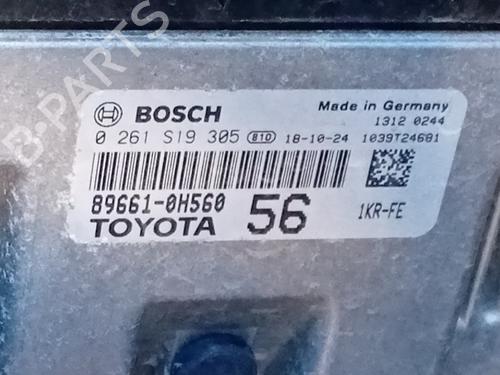 B-PARTS
BOSCH
Made in Germany
1312 0244
0 261 S19 305 B10 18-10-24 1039T24681
89661-0H560
TOYOTA 56 1KR-FE